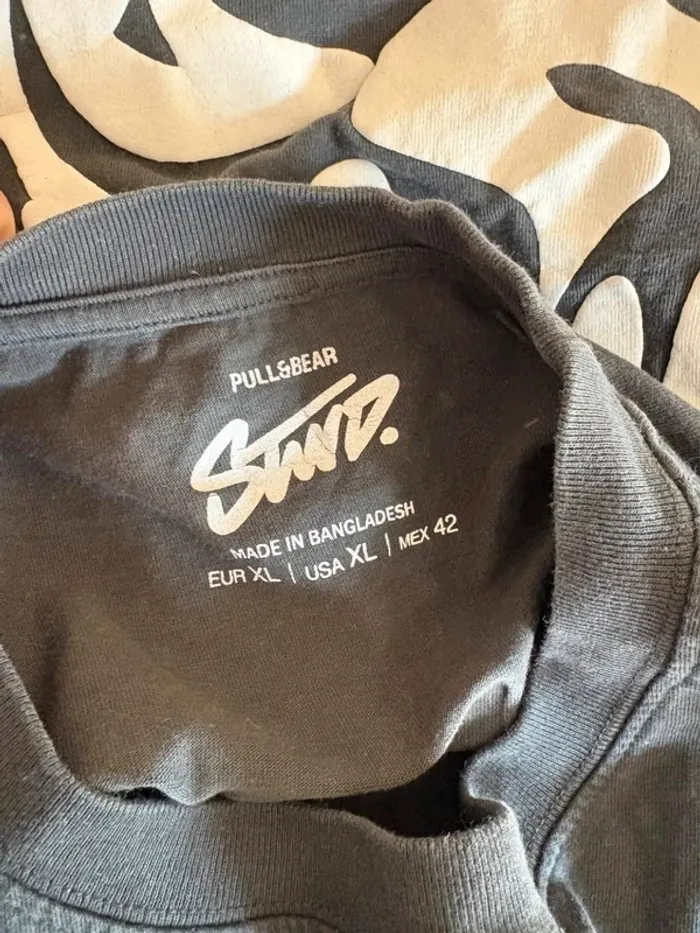 PULL&BEAR
STWD.
MADE IN BANGLADESH
EUR XL | USA XL | MEX 42